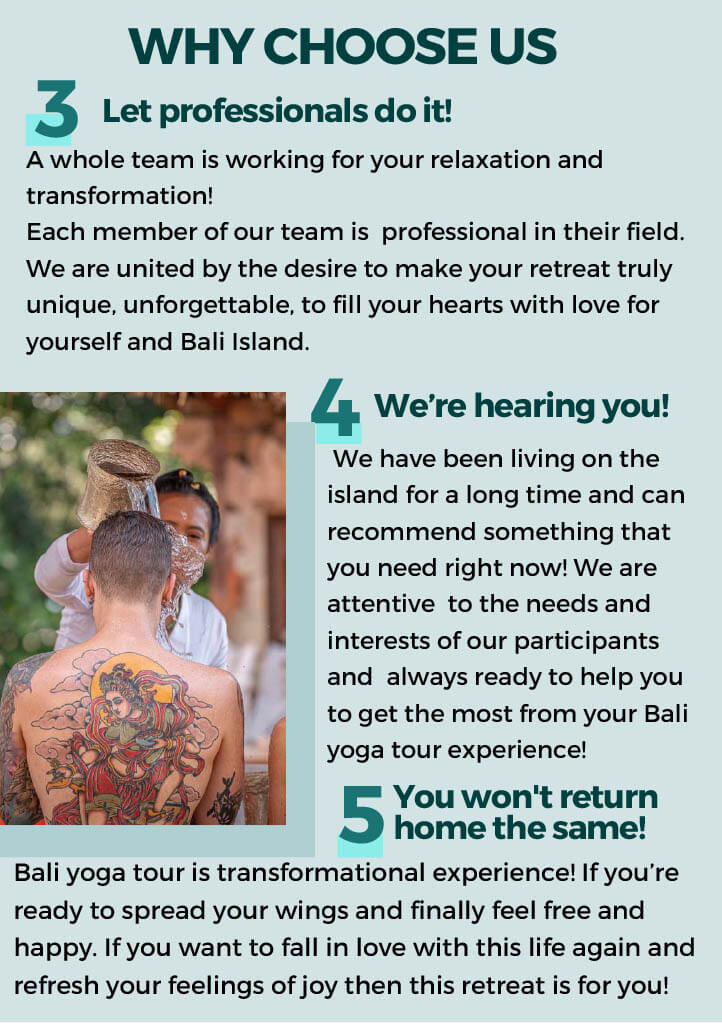 WHY CHOOSE US
3 Let professionals do it!
A whole team is working for your relaxation and
transformation!
Each member of our team is professional in their field.
We are united by the desire to make your retreat truly
unique, unforgettable, to fill your hearts with love for
yourself and Bali Island.
4 We’re hearing you!
We have been living on the
island for a long time and can
recommend something that
you need right now! We are
attentive to the needs and
interests of our participants
and always ready to help you
to get the most from your Bali
yoga tour experience!
5 You won't return
home the same!
Bali yoga tour is transformational experience! If you’re
ready to spread your wings and finally feel free and
happy. If you want to fall in love with this life again and
refresh your feelings of joy then this retreat is for you!